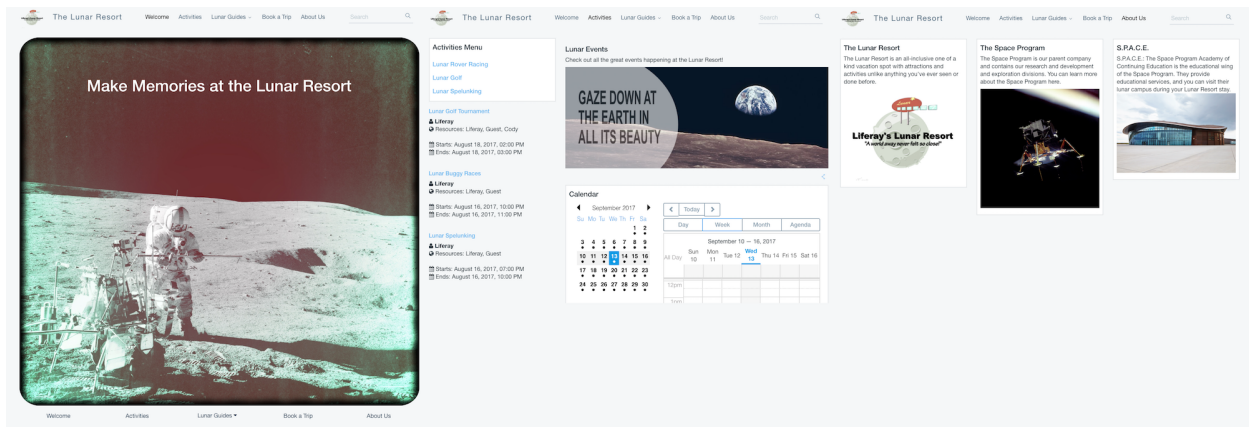 The Lunar Resort
Welcome Activities Lunar Guides Book a Trip About Us Search
Make Memories at the Lunar Resort
Welcome Activities Lunar Guides Book a Trip About Us
The Lunar Resort
Welcome Activities Lunar Guides Book a Trip About Us Search
Activities Menu
Lunar Rover Racing
Lunar Golf
Lunar Spelunking
Lunar Golf Tournament
Liferay
Resources: Liferay, Guest, Cody
Starts: August 18, 2017, 02:00 PM
Ends: August 18, 2017, 03:00 PM
Lunar Buggy Races
Liferay
Resources: Liferay, Guest
Starts: August 16, 2017, 10:00 PM
Ends: August 16, 2017, 11:00 PM
Lunar Spelunking
Liferay
Resources: Liferay, Guest
Starts: August 16, 2017, 07:00 PM
Ends: August 16, 2017, 10:00 PM
Lunar Events
Check out all the great events happening at the Lunar Resort!
GAZE DOWN AT
THE EARTH IN
ALL ITS BEAUTY
Calendar
September 2017
Su Mo Tu We Th Fr Sa
1 2
3 4 5 6 7 8 9
10 11 12 13 14 15 16
17 18 19 20 21 22 23
24 25 26 27 28 29 30
Today
Day Week Month Agenda
September 10 — 16, 2017
All Day Sun 10 Mon 11 Tue 12 Wed 13 Thu 14 Fri 15 Sat 16
12pm
1pm
The Lunar Resort
Welcome Activities Lunar Guides Book a Trip About Us Search
The Lunar Resort
The Lunar Resort is an all-inclusive one of a
kind vacation spot with attractions and
activities unlike anything you've ever seen or
done before.
Liferay's Lunar Resort
"A world away never felt so close!"
The Space Program
The Space Program is our parent company
and contains our research and development
and exploration divisions. You can learn more
about the Space Program here.
S.P.A.C.E.
S.P.A.C.E.: The Space Program Academy of
Continuing Education is the educational wing
of the Space Program. They provide
educational services, and you can visit their
lunar campus during your Lunar Resort stay.